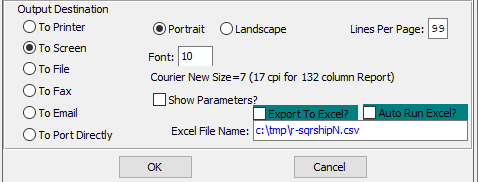 Output Destination
To Printer
To Screen
To File
To Fax
To Email
To Port Directly
Portrait Landscape Lines Per Page: 99
Font: 10
Courier New Size=7 (17 cpi for 132 column Report)
Show Parameters?
Export To Excel? Auto Run Excel?
Excel File Name: c:\tmp\r-sqrshipN.csv
OK Cancel